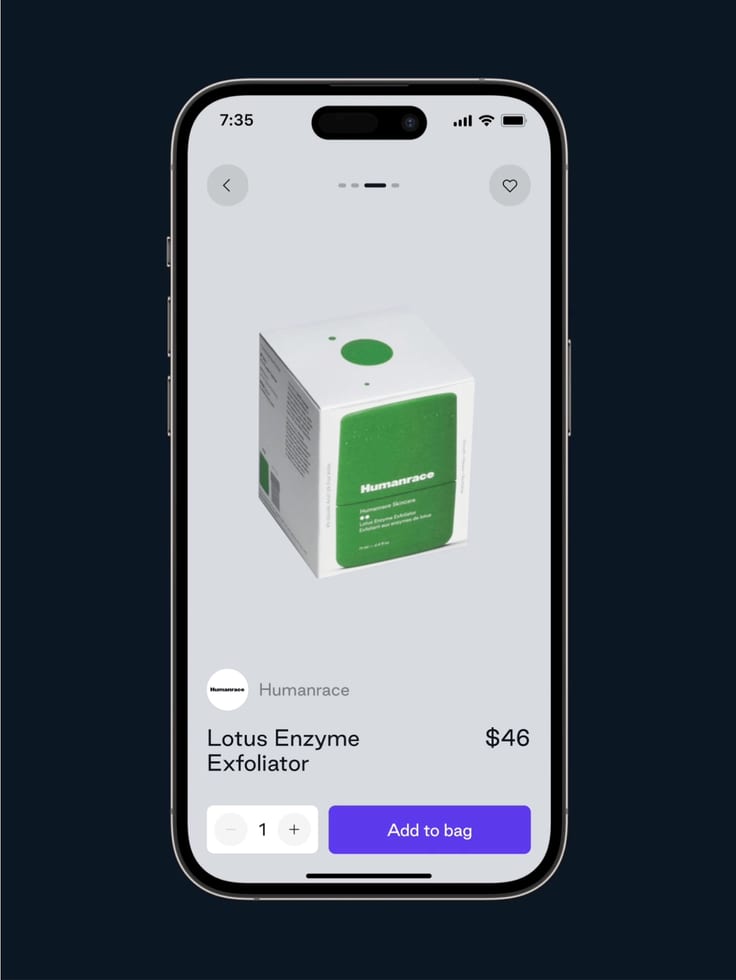 7:35
Humanrace
Humanrace Skincare
Lotus Enzyme Exfoliator
Exfoliant aux enzymes de lotus
Humanrace
Humanrace
Lotus Enzyme
Exfoliator
$46
1
Add to bag